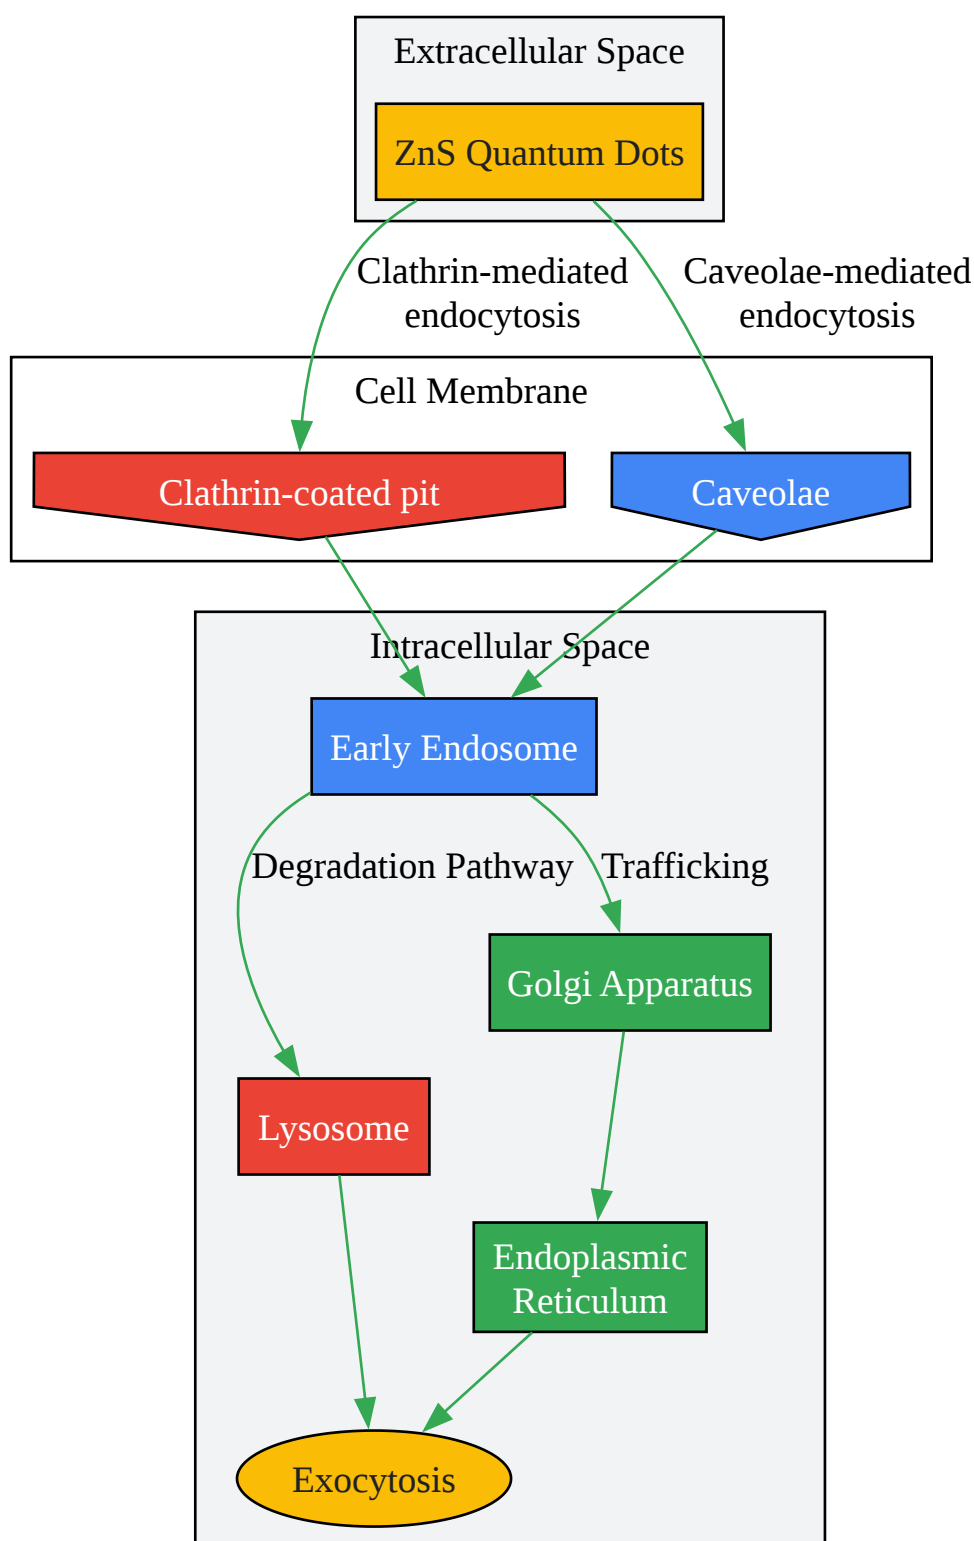 Extracellular Space
ZnS Quantum Dots
Clathrin-mediated
endocytosis
Caveolae-mediated
endocytosis
Cell Membrane
Clathrin-coated pit
Caveolae
Intracellular Space
Early Endosome
Degradation Pathway
Trafficking
Golgi Apparatus
Lysosome
Endoplasmic
Reticulum
Exocytosis